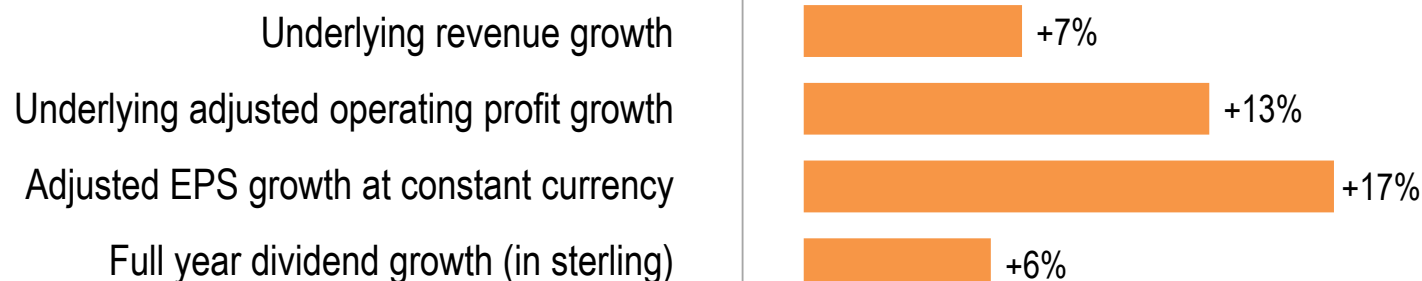 Underlying revenue growth +7%
Underlying adjusted operating profit growth +13%
Adjusted EPS growth at constant currency +17%
Full year dividend growth (in sterling) +6%